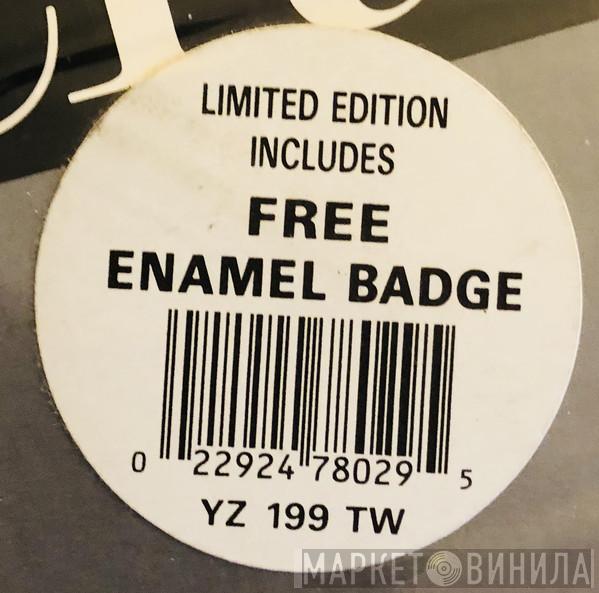 LIMITED EDITION
INCLUDES
FREE
ENAMEL BADGE
0 22924 78029 5
YZ 199 TW
МАРКЕТ ВИНИЛА